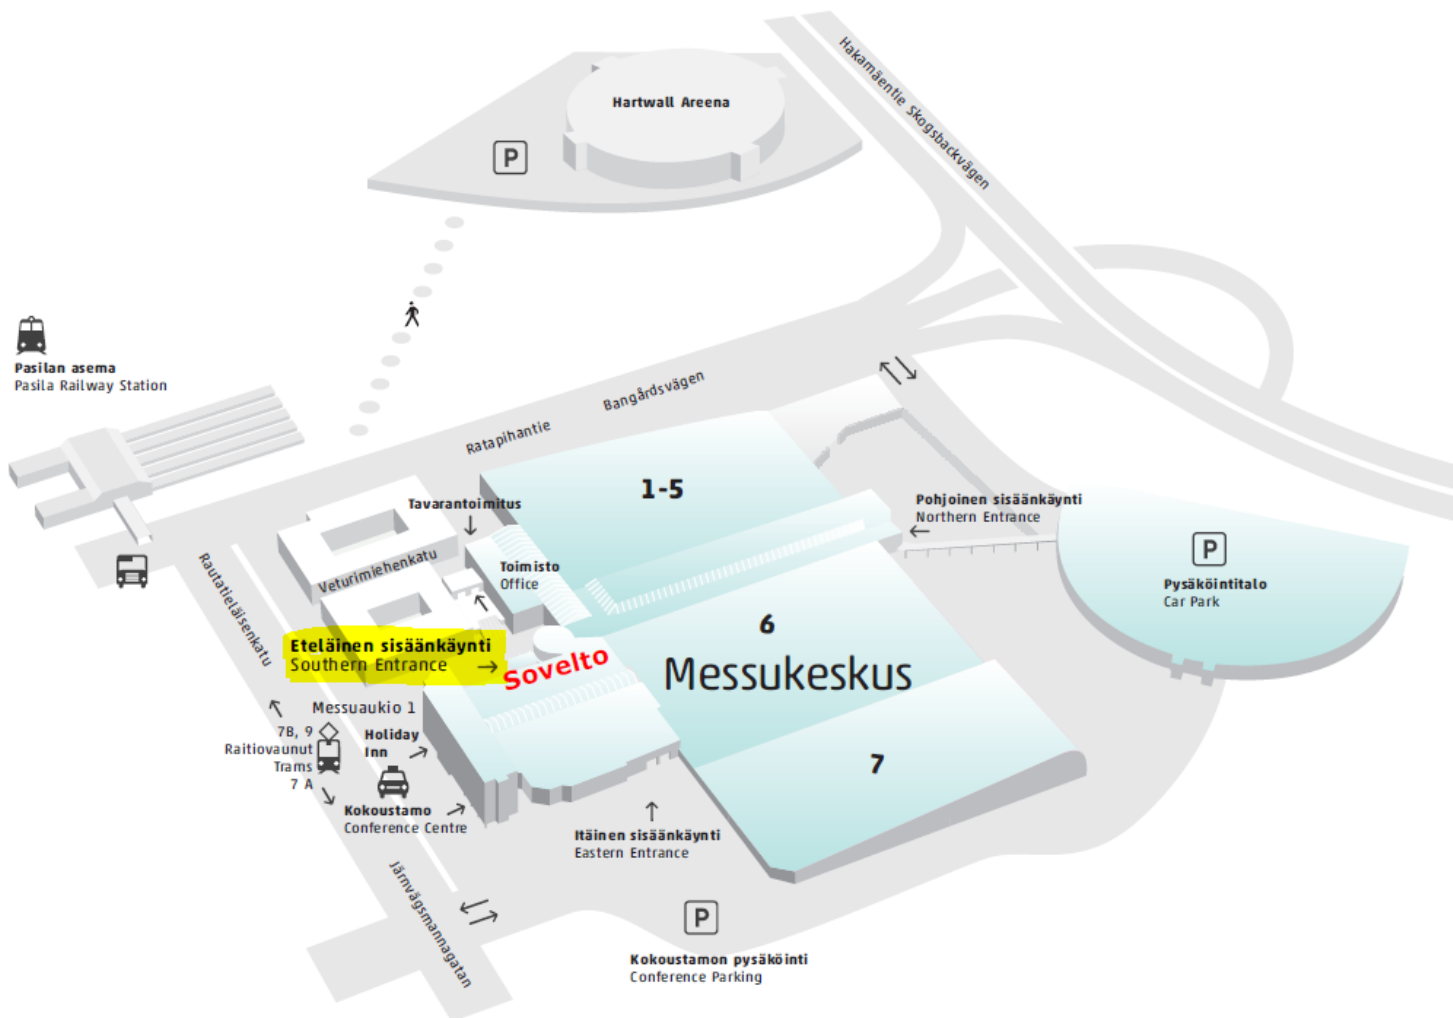 Hartwall Areena
P
Hakamäentie Skogsbackvägen
Pasilan asema
Pasila Railway Station
Ratapihantie
Bangårdsvägen
1-5
Tavarantoimitus
Pohjoinen sisäänkäynti
Northern Entrance
P
Pysäköintitalo
Car Park
Veturimiehenkatu
Toimisto
Office
Rautatieläisenkatu
6
Messukeskus
Eteläinen sisäänkäynti
Southern Entrance
Sovelto
Messuaukio 1
7B, 9
Raitiovaunut
Trams
7 A
Holiday
Inn
7
Kokoustamo
Conference Centre
Itäinen sisäänkäynti
Eastern Entrance
Järnvägsmannagatan
P
Kokoustamon pysäköinti
Conference Parking